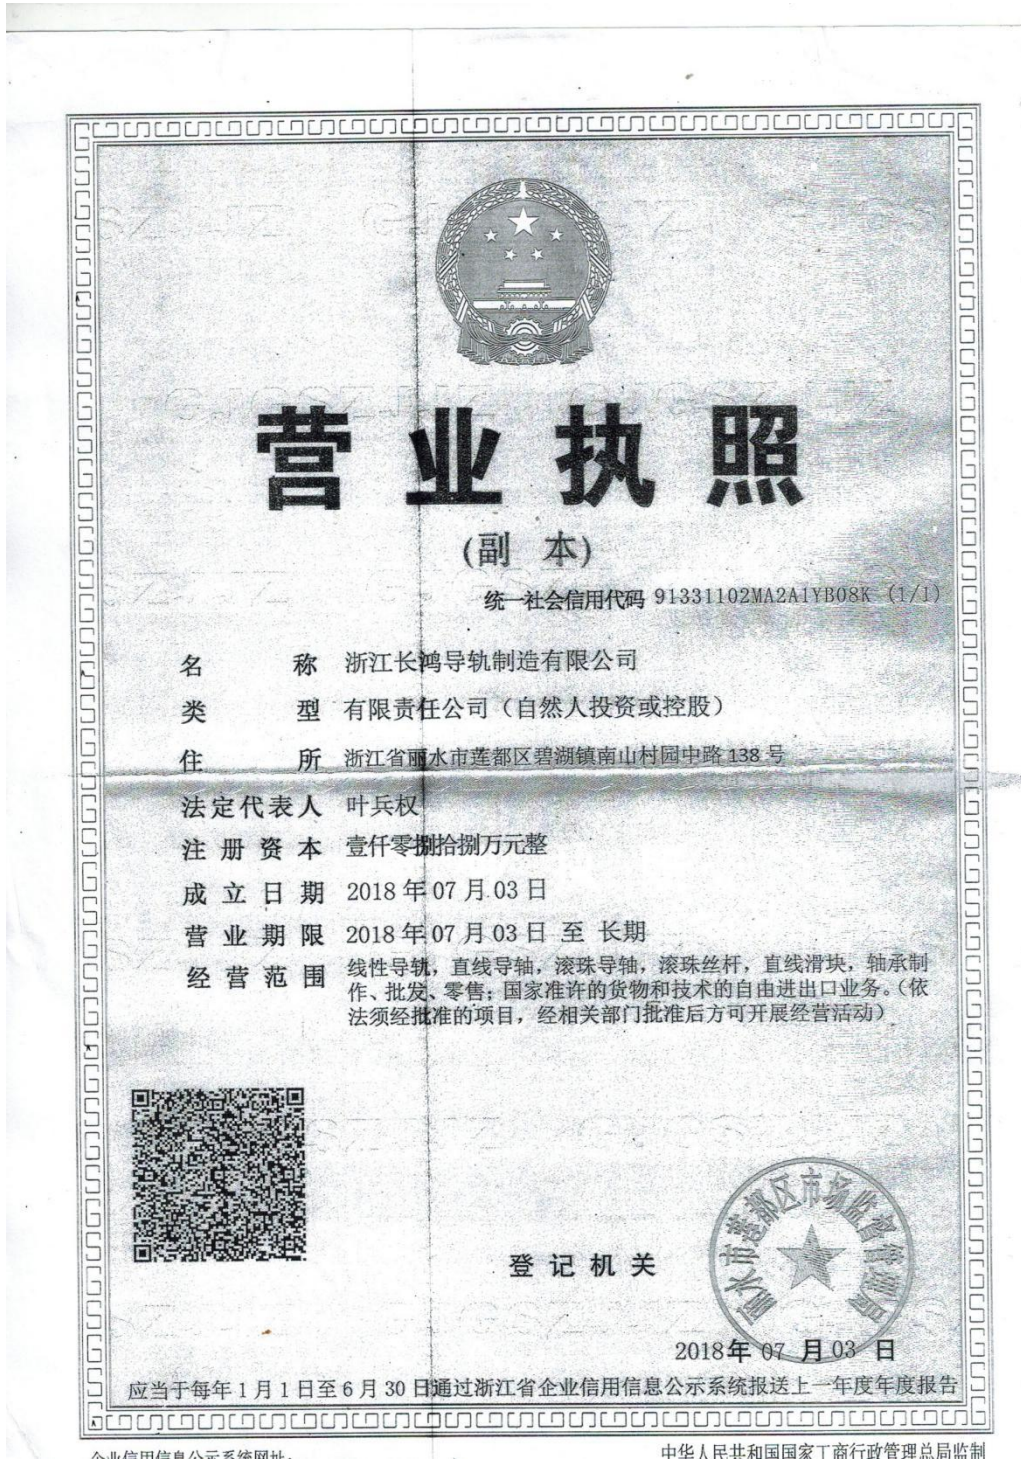 营业执照
(副 本)
统一社会信用代码 91331102MA2A1YB08K (1/1)
名 称 浙江长鸿导轨制造有限公司
类 型 有限责任公司（自然人投资或控股）
住 所 浙江省丽水市莲都区碧湖镇南山村园中路138号
法定代表人 叶兵权
注册资本 壹仟零捌拾捌万元整
成立日期 2018年07月03日
营业期限 2018年07月03日 至 长期
经营范围 线性导轨，直线导轴，滚珠导轴，滚珠丝杆，直线滑块，轴承制
作、批发、零售；国家准许的货物和技术的自由进出口业务。（依
法须经批准的项目，经相关部门批准后方可开展经营活动）
丽水市莲都区市场监督管理局
登记机关
2018年07月03日
应当于每年1月1日至6月30日通过浙江省企业信用信息公示系统报送上一年度年度报告
企业信用信息公示系统网址：
中华人民共和国国家工商行政管理总局监制